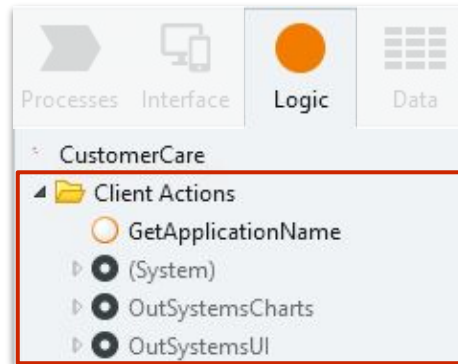 Processes Interface Logic Data
CustomerCare
Client Actions
GetApplicationName
(System)
OutSystemsCharts
OutSystemsUI